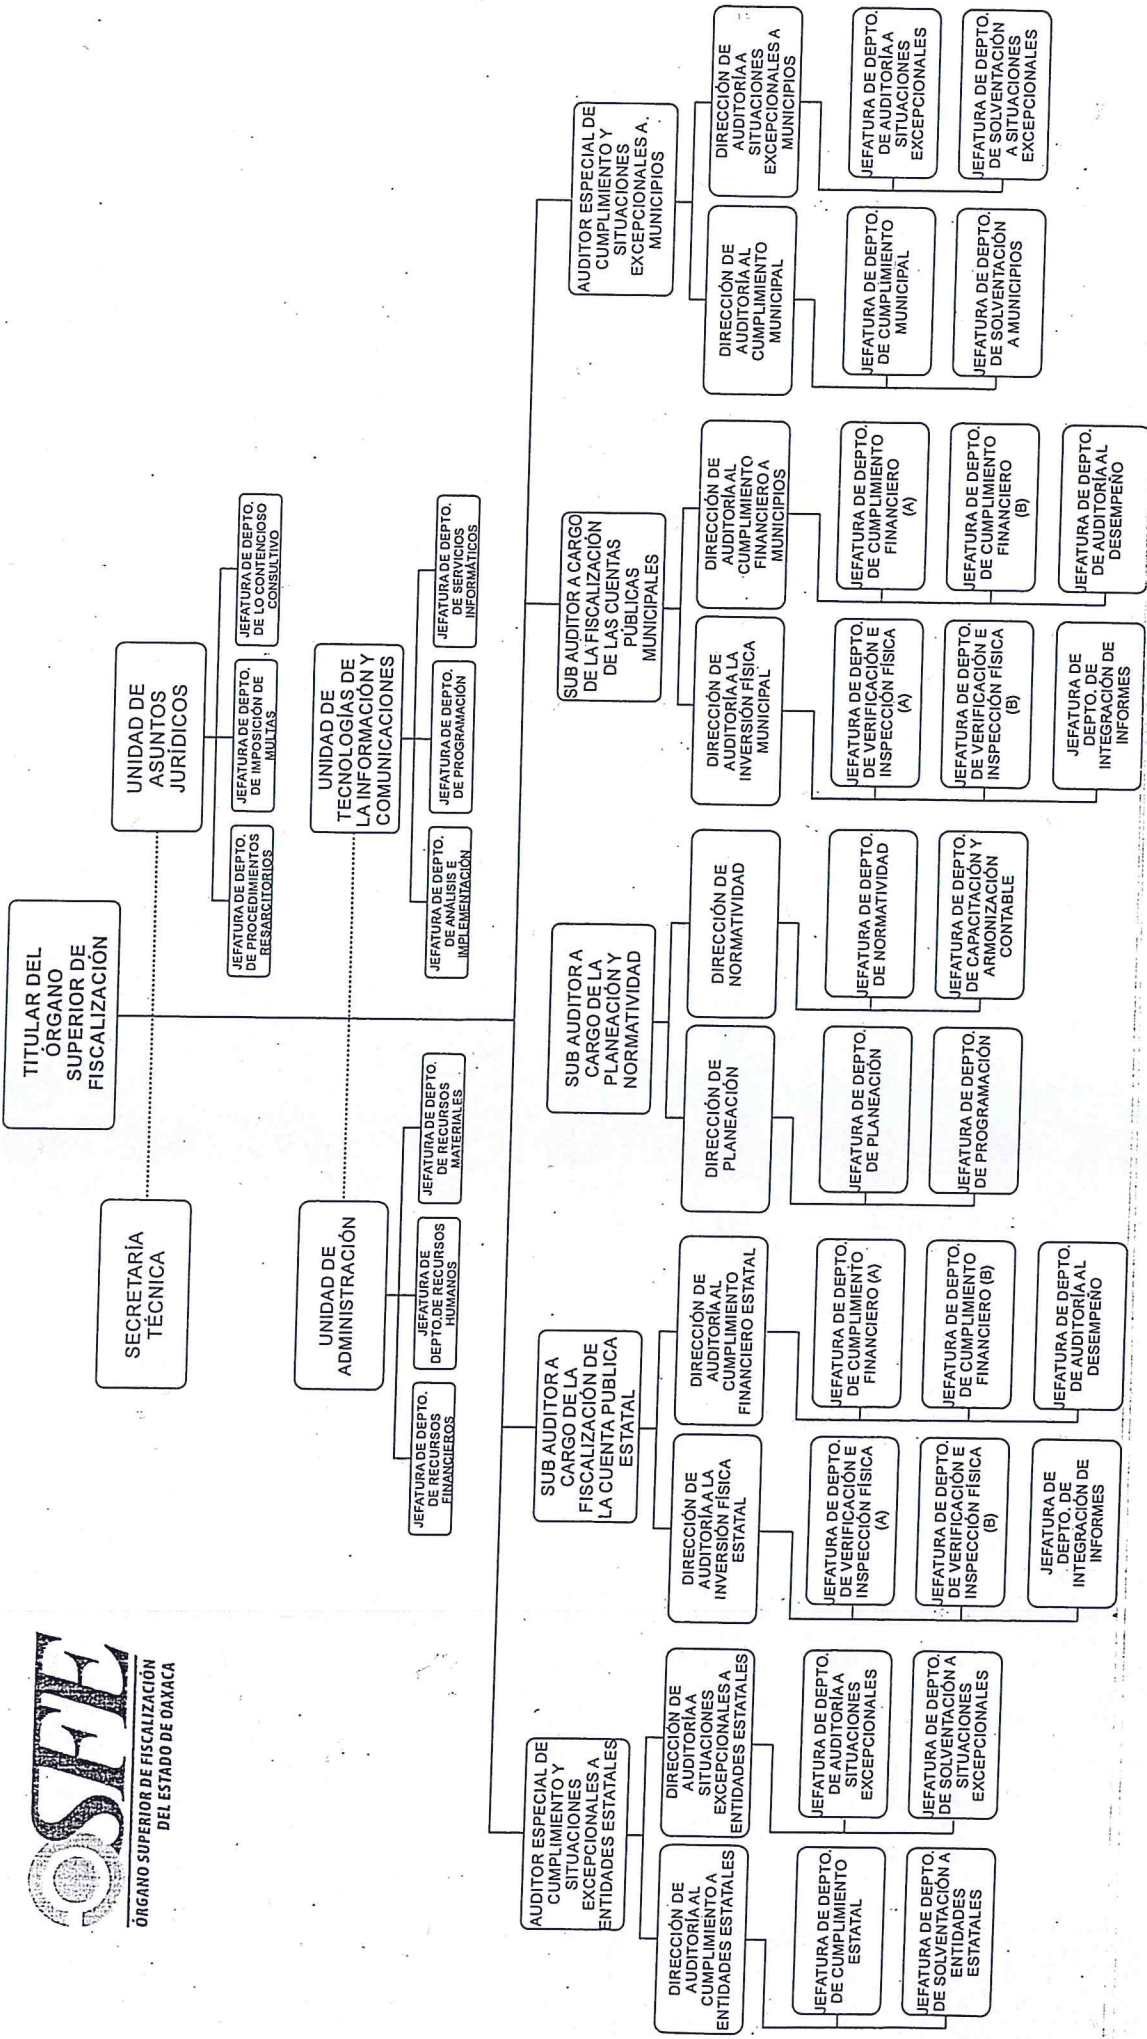 OSFE
ÓRGANO SUPERIOR DE FISCALIZACIÓN
DEL ESTADO DE OAXACA
TITULAR DEL
ÓRGANO
SUPERIOR DE
FISCALIZACIÓN
SECRETARÍA
TÉCNICA
UNIDAD DE
ASUNTOS
JURÍDICOS
JEFATURA DE DEPTO.
DE PROCEDIMIENTOS
RESARCITORIOS
JEFATURA DE DEPTO.
DE IMPOSICIÓN DE
MULTAS
JEFATURA DE DEPTO.
DE LO CONTENCIOSO
CONSULTIVO
UNIDAD DE
ADMINISTRACIÓN
JEFATURA DE DEPTO.
DE RECURSOS
FINANCIEROS
JEFATURA DE
DEPTO. DE RECURSOS
HUMANOS
JEFATURA DE DEPTO.
DE RECURSOS
MATERIALES
UNIDAD DE
TECNOLOGÍAS DE
LA INFORMACIÓN Y
COMUNICACIONES
JEFATURA DE DEPTO.
DE ANÁLISIS E
IMPLEMENTACIÓN
JEFATURA DE DEPTO.
DE PROGRAMACIÓN
JEFATURA DE DEPTO.
DE SERVICIOS
INFORMÁTICOS
AUDITOR ESPECIAL DE
CUMPLIMIENTO Y
SITUACIONES
EXCEPCIONALES A
ENTIDADES ESTATALES
DIRECCIÓN DE
AUDITORÍA AL
CUMPLIMIENTO A
ENTIDADES ESTATALES
JEFATURA DE DEPTO.
DE CUMPLIMIENTO
ESTATAL
JEFATURA DE DEPTO.
DE SOLVENTACIÓN A
ENTIDADES
ESTATALES
DIRECCIÓN DE
AUDITORÍA A
SITUACIONES
EXCEPCIONALES A
ENTIDADES ESTATALES
JEFATURA DE DEPTO.
DE AUDITORÍA A
SITUACIONES
EXCEPCIONALES
JEFATURA DE DEPTO.
DE SOLVENTACIÓN A
SITUACIONES
EXCEPCIONALES
SUB AUDITOR A
CARGO DE LA
FISCALIZACIÓN DE
LA CUENTA PUBLICA
ESTATAL
DIRECCIÓN DE
AUDITORÍA A LA
INVERSIÓN FÍSICA
ESTATAL
JEFATURA DE DEPTO.
DE VERIFICACIÓN E
INSPECCIÓN FÍSICA
(A)
JEFATURA DE DEPTO.
DE VERIFICACIÓN E
INSPECCIÓN FÍSICA
(B)
JEFATURA DE
DEPTO. DE
INTEGRACIÓN DE
INFORMES
DIRECCIÓN DE
AUDITORÍA AL
CUMPLIMIENTO
FINANCIERO ESTATAL
JEFATURA DE DEPTO.
DE CUMPLIMIENTO
FINANCIERO (A)
JEFATURA DE DEPTO.
DE CUMPLIMIENTO
FINANCIERO (B)
JEFATURA DE DEPTO.
DE AUDITORÍA AL
DESEMPEÑO
SUB AUDITOR A
CARGO DE LA
PLANEACIÓN Y
NORMATIVIDAD
DIRECCIÓN DE
PLANEACIÓN
JEFATURA DE DEPTO.
DE PLANEACIÓN
JEFATURA DE DEPTO.
DE PROGRAMACIÓN
DIRECCIÓN DE
NORMATIVIDAD
JEFATURA DE DEPTO.
DE NORMATIVIDAD
JEFATURA DE DEPTO.
DE CAPACITACIÓN Y
ARMONIZACIÓN
CONTABLE
SUB AUDITOR A CARGO
DE LA FISCALIZACIÓN
DE LAS CUENTAS
PÚBLICAS
MUNICIPALES
DIRECCIÓN DE
AUDITORÍA A LA
INVERSIÓN FÍSICA
MUNICIPAL
JEFATURA DE DEPTO.
DE VERIFICACIÓN E
INSPECCIÓN FÍSICA
(A)
JEFATURA DE DEPTO.
DE VERIFICACIÓN E
INSPECCIÓN FÍSICA
(B)
JEFATURA DE
DEPTO. DE
INTEGRACIÓN DE
INFORMES
DIRECCIÓN DE
AUDITORÍA AL
CUMPLIMIENTO
FINANCIERO A
MUNICIPIOS
JEFATURA DE DEPTO.
DE CUMPLIMIENTO
FINANCIERO
(A)
JEFATURA DE DEPTO.
DE CUMPLIMIENTO
FINANCIERO
(B)
JEFATURA DE DEPTO.
DE AUDITORÍA AL
DESEMPEÑO
AUDITOR ESPECIAL DE
CUMPLIMIENTO Y
SITUACIONES
EXCEPCIONALES A.
MUNICIPIOS
DIRECCIÓN DE
AUDITORÍA AL
CUMPLIMIENTO
MUNICIPAL
JEFATURA DE DEPTO.
DE CUMPLIMIENTO
MUNICIPAL
JEFATURA DE DEPTO.
DE SOLVENTACIÓN
A MUNICIPIOS
DIRECCIÓN DE
AUDITORÍA A
SITUACIONES
EXCEPCIONALES A
MUNICIPIOS
JEFATURA DE DEPTO.
DE AUDITORÍA A
SITUACIONES
EXCEPCIONALES
JEFATURA DE DEPTO.
DE SOLVENTACIÓN
A SITUACIONES
EXCEPCIONALES